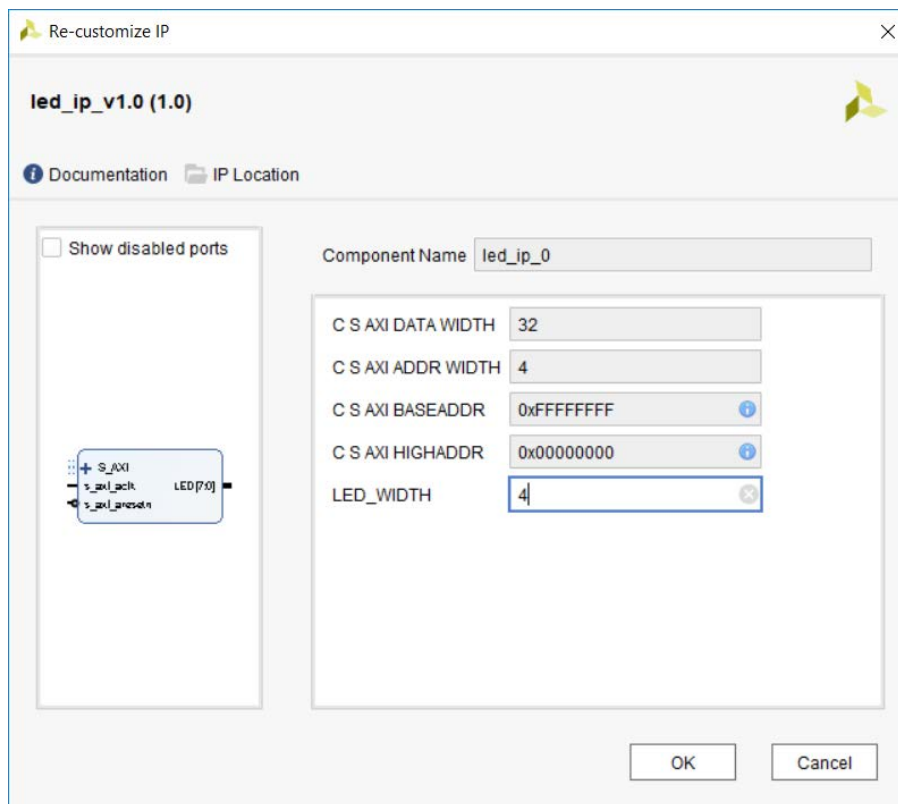 Re-customize IP
led_ip_v1.0 (1.0)
Documentation IP Location
Show disabled ports
S_AXI
s_axi_aclk LED[7:0]
s_axi_aresetn
Component Name led_ip_0
C S AXI DATA WIDTH 32
C S AXI ADDR WIDTH 4
C S AXI BASEADDR 0xFFFFFFFF
C S AXI HIGHADDR 0x00000000
LED_WIDTH 4
OK Cancel